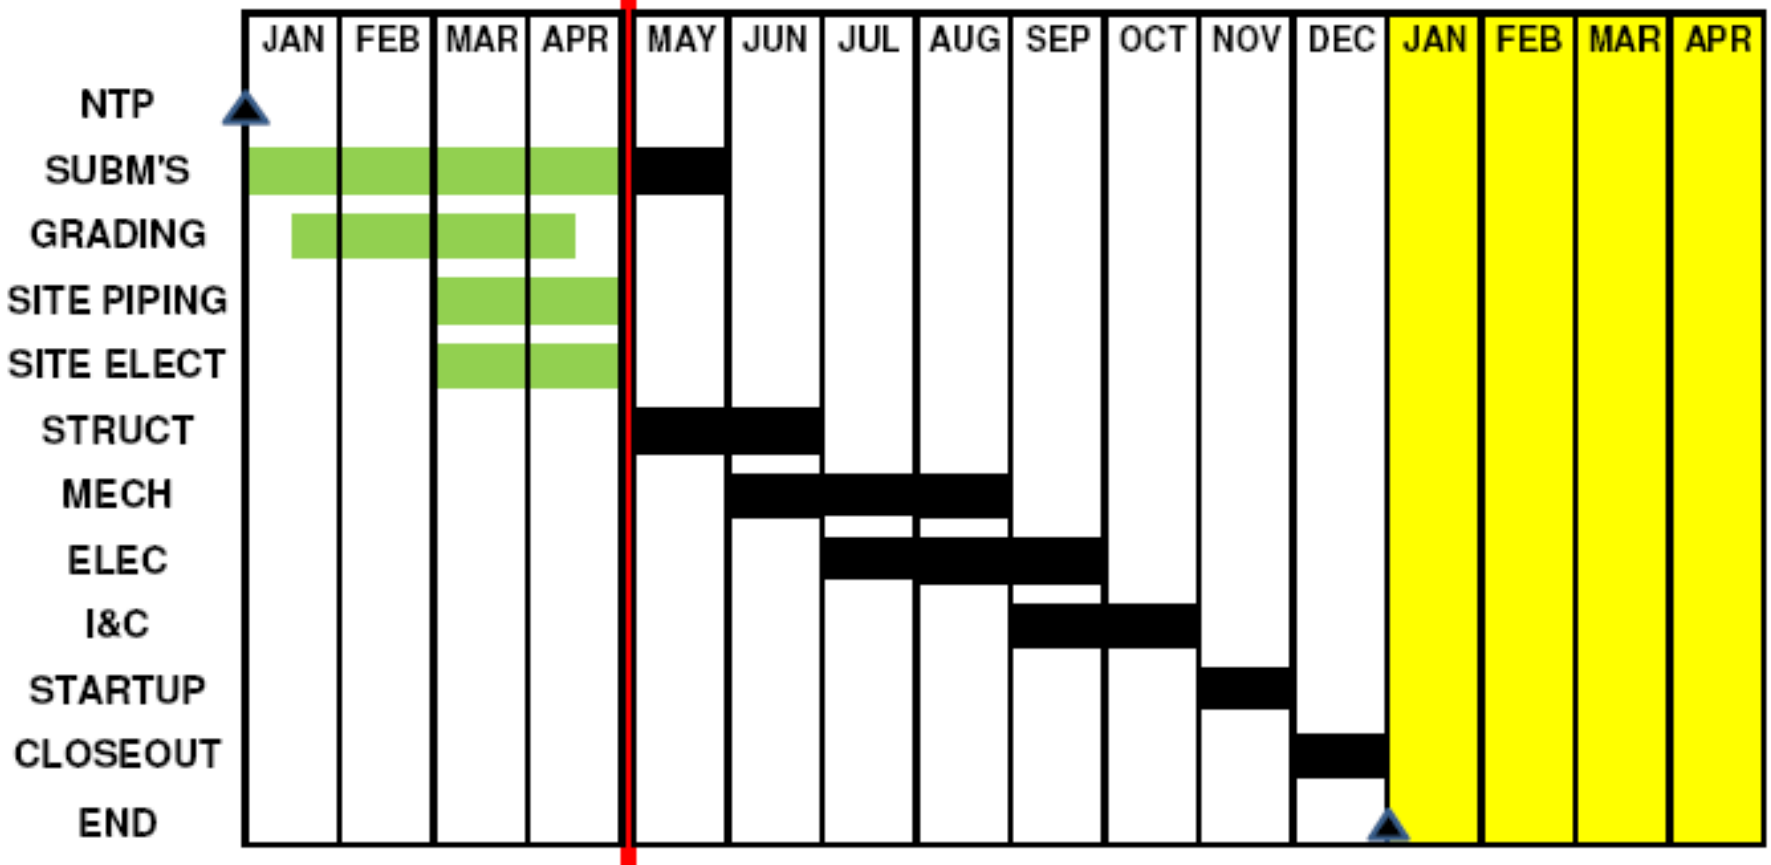 JAN FEB MAR APR MAY JUN JUL AUG SEP OCT NOV DEC JAN FEB MAR APR
NTP
SUBM'S
GRADING
SITE PIPING
SITE ELECT
STRUCT
MECH
ELEC
I&C
STARTUP
CLOSEOUT
END